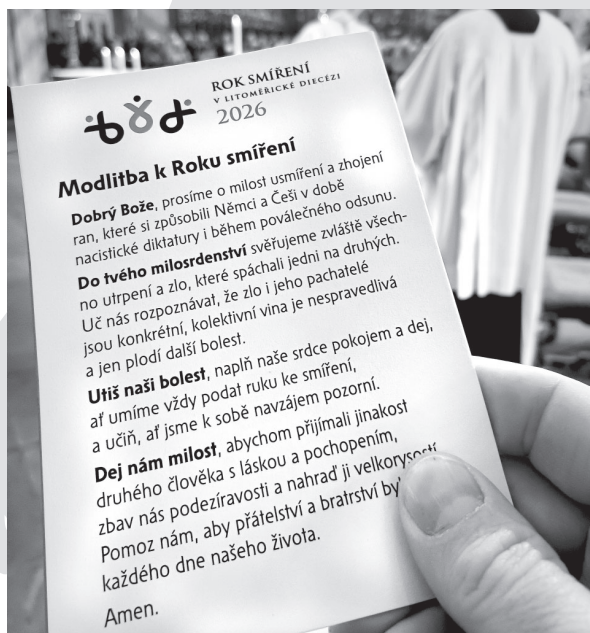 ROK SMÍŘENÍ
V LITOMĚŘICKÉ DIECÉZI
2026
Modlitba k Roku smíření
Dobrý Bože, prosíme o milost usmíření a zhojení
ran, které si způsobili Němci a Češi v době
nacistické diktatury i během poválečného odsunu.
Do tvého milosrdenství svěřujeme zvláště všech-
no utrpení a zlo, které spáchali jedni na druhých.
Uč nás rozpoznávat, že zlo i jeho pachatelé
jsou konkrétní, kolektivní vina je nespravedlivá
a jen plodí další bolest.
Utiš naši bolest, naplň naše srdce pokojem a dej,
ať umíme vždy podat ruku ke smíření,
a učiň, ať jsme k sobě navzájem pozorní.
Dej nám milost, abychom přijímali jinakost
druhého člověka s láskou a pochopením,
zbav nás podezíravosti a nahraď ji velkorysostí
Pomoz nám, aby přátelství a bratrství
každého dne našeho života.
Amen.